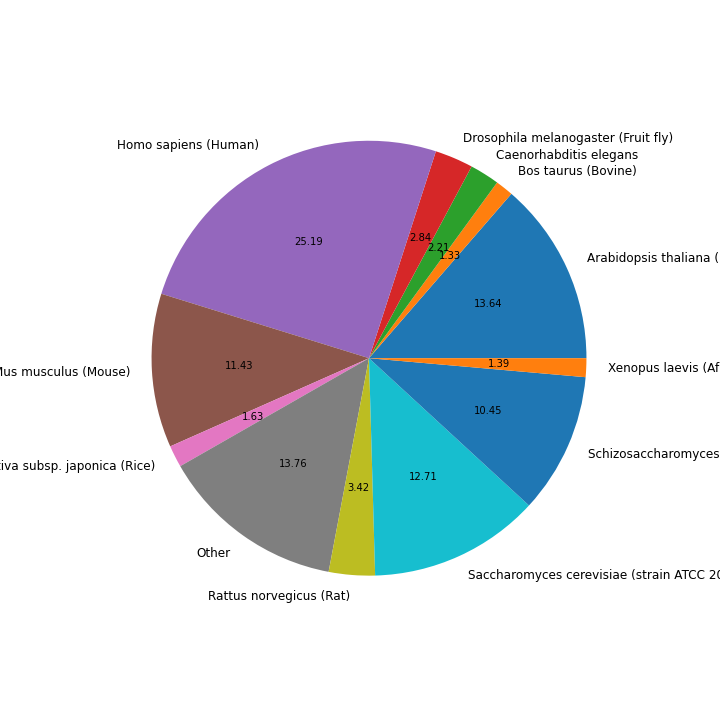 Drosophila melanogaster (Fruit fly)
Homo sapiens (Human)
Caenorhabditis elegans
Bos taurus (Bovine)
2.84
25.19
2.21
1.33
Arabidopsis thaliana (
13.64
11.43
1.39
Xenopus laevis (Af
Mus musculus (Mouse)
10.45
1.63
Schizosaccharomyces
tiva subsp. japonica (Rice)
13.76
12.71
3.42
Other
Saccharomyces cerevisiae (strain ATCC 20
Rattus norvegicus (Rat)